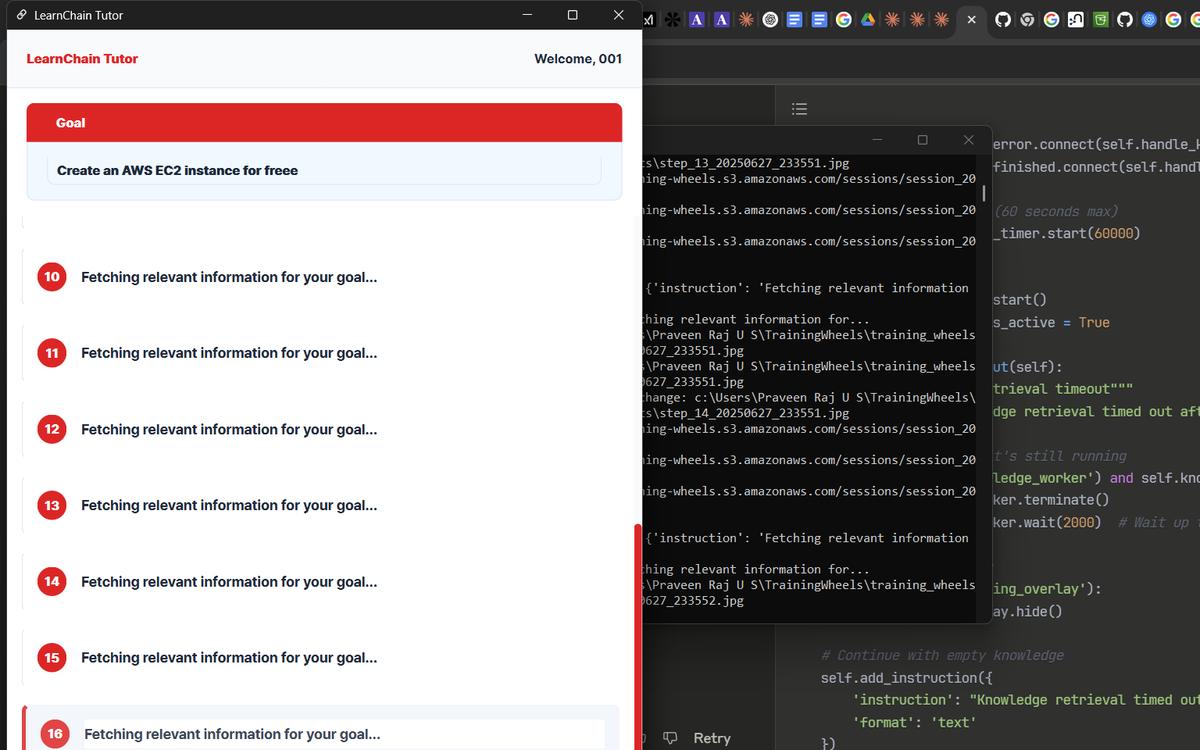 LearnChain Tutor
LearnChain Tutor
Welcome, 001
Goal
Create an AWS EC2 instance for freee
10 Fetching relevant information for your goal...
11 Fetching relevant information for your goal...
12 Fetching relevant information for your goal...
13 Fetching relevant information for your goal...
14 Fetching relevant information for your goal...
15 Fetching relevant information for your goal...
16 Fetching relevant information for your goal...
ts\step_13_20250627_233551.jpg
ning-wheels.s3.amazonaws.com/sessions/session_20
ning-wheels.s3.amazonaws.com/sessions/session_20
ning-wheels.s3.amazonaws.com/sessions/session_20
{'instruction': 'Fetching relevant information
hing relevant information for...
s\Praveen Raj U S\TrainingWheels\training_wheels
0627_233551.jpg
s\Praveen Raj U S\TrainingWheels\training_wheels
0627_233551.jpg
change: c:\Users\Praveen Raj U S\TrainingWheels\
ts\step_14_20250627_233551.jpg
ning-wheels.s3.amazonaws.com/sessions/session_20
ning-wheels.s3.amazonaws.com/sessions/session_20
ning-wheels.s3.amazonaws.com/sessions/session_20
{'instruction': 'Fetching relevant information
hing relevant information for...
s\Praveen Raj U S\TrainingWheels\training_wheels
0627_233552.jpg
error.connect(self.handle_k
finished.connect(self.handl
(60 seconds max)
_timer.start(60000)
start()
s_active = True
ut(self):
trieval timeout"""
dge retrieval timed out aft
t's still running
ledge_worker') and self.kno
ker.terminate()
ker.wait(2000) # Wait up t
ing_overlay'):
ay.hide()
# Continue with empty knowledge
self.add_instruction({
'instruction': "Knowledge retrieval timed out
'format': 'text'
})
Retry